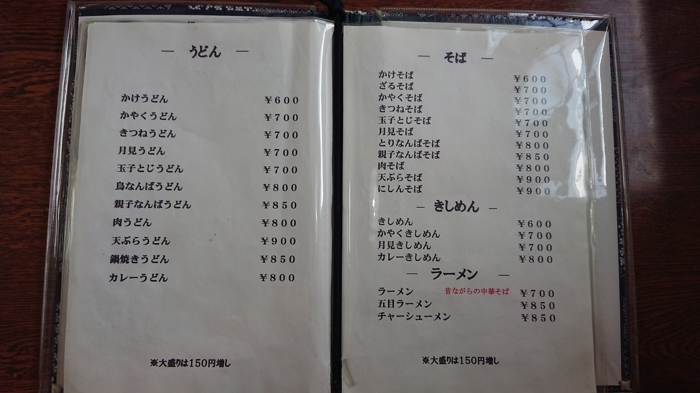 ― うどん ―
かけうどん ￥６００
かやくうどん ￥７００
きつねうどん ￥７００
月見うどん ￥７００
玉子とじうどん ￥７００
鳥なんばうどん ￥８００
親子なんばうどん ￥８５０
肉うどん ￥８００
天ぷらうどん ￥９００
鍋焼きうどん ￥８５０
カレーうどん ￥８００
※大盛りは150円増し
― そば ―
かけそば ￥６００
ざるそば ￥７００
かやくそば ￥７００
きつねそば ￥７００
玉子とじそば ￥７００
月見そば ￥７００
とりなんばそば ￥８００
親子なんばそば ￥８５０
肉そば ￥８００
天ぷらそば ￥９００
にしんそば ￥９００
― きしめん ―
きしめん ￥６００
かやくきしめん ￥７００
月見きしめん ￥７００
カレーきしめん ￥８００
― ラーメン ―
ラーメン 昔ながらの中華そば ￥７００
五目ラーメン ￥８５０
チャーシューメン ￥８５０
※大盛りは150円増し